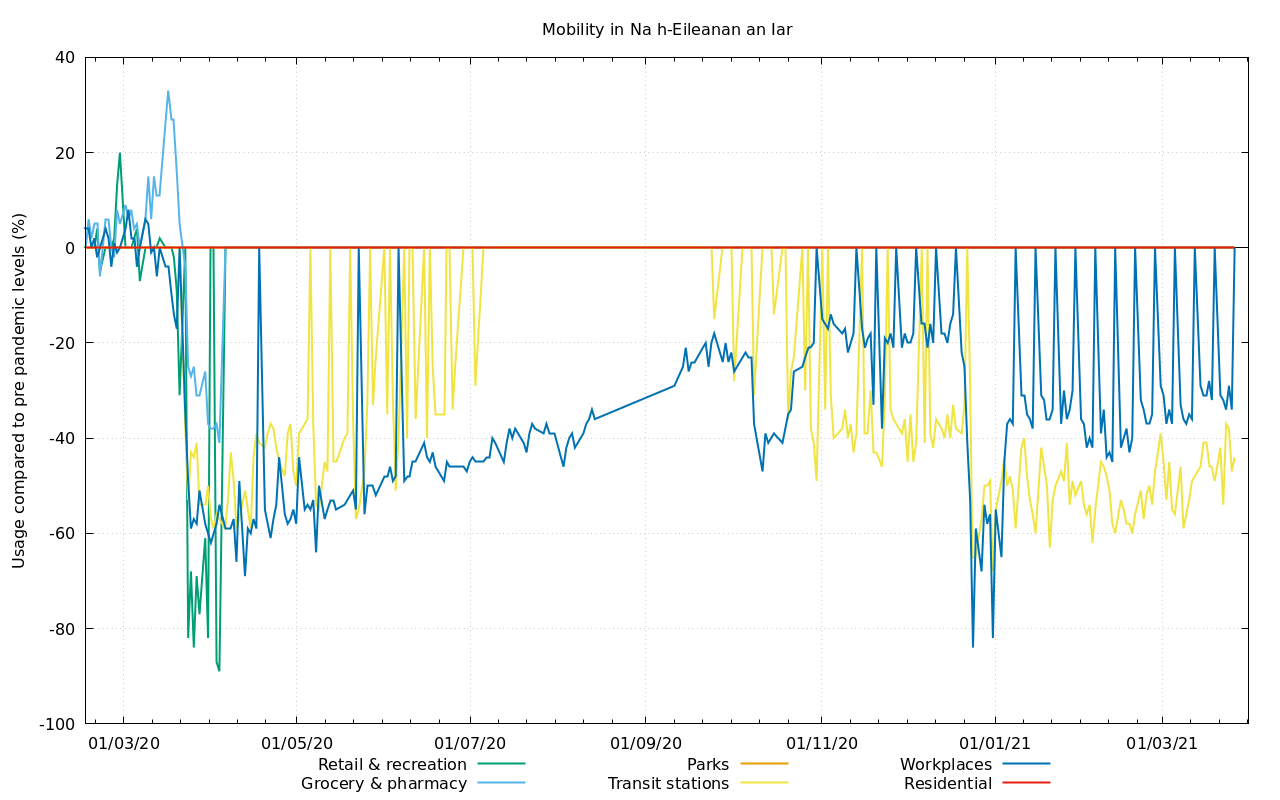 Mobility in Na h-Eileanan an Iar
Usage compared to pre pandemic levels (%)
40
20
0
-20
-40
-60
-80
-100
01/03/20 01/05/20 01/07/20 01/09/20 01/11/20 01/01/21 01/03/21
Retail & recreation Parks Workplaces
Grocery & pharmacy Transit stations Residential